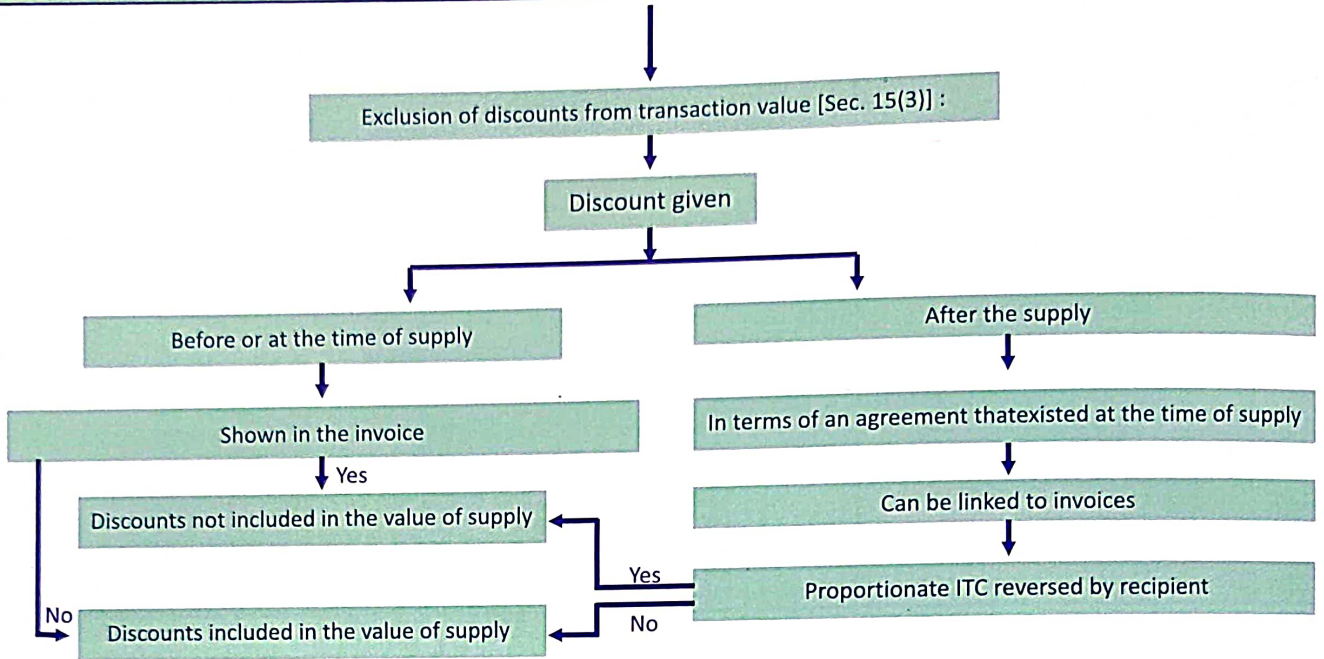 Exclusion of discounts from transaction value [Sec. 15(3)] :
Discount given
Before or at the time of supply
After the supply
Shown in the invoice
In terms of an agreement thatexisted at the time of supply
Yes
Can be linked to invoices
Discounts not included in the value of supply
Yes
Proportionate ITC reversed by recipient
No
No
Discounts included in the value of supply